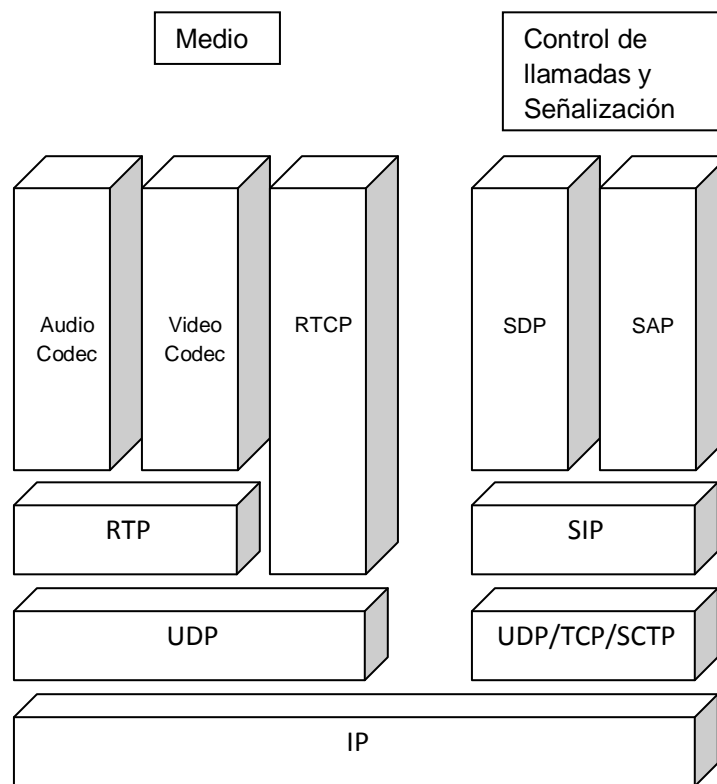 Medio
Control de
llamadas y
Señalización
Audio
Codec
Video
Codec
RTCP
SDP
SAP
RTP
SIP
UDP
UDP/TCP/SCTP
IP